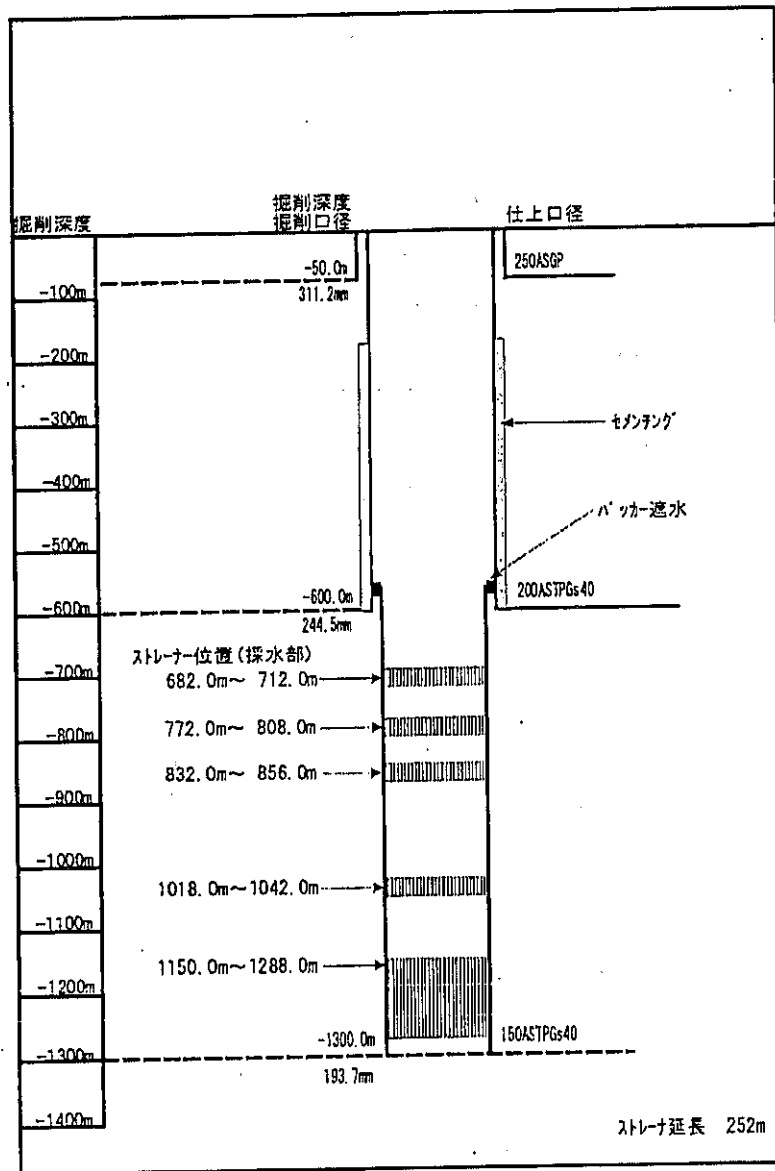 掘削深度
掘削深度
掘削口径
仕上口径
-50.0m
311.2mm
250ASGP
-100m
-200m
-300m
セメンチング
-400m
パッカー遮水
-500m
-600m
-600.0m
244.5mm
200ASTPGs40
ストレーナー位置(採水部)
-700m
682.0m～ 712.0m
772.0m～ 808.0m
-800m
832.0m～ 856.0m
-900m
-1000m
1018.0m～1042.0m
-1100m
1150.0m～1288.0m
-1200m
-1300.0m
150ASTPGs40
-1300m
193.7mm
-1400m
ストレーナ延長 252m